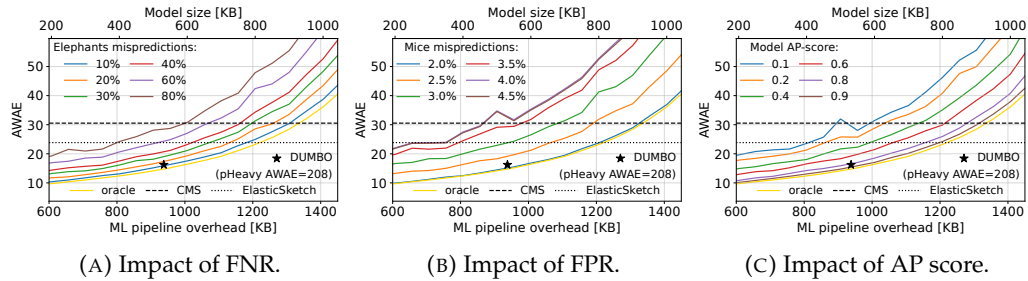 Model size [KB]
200 400 600 800 1000
Elephants mispredictions:
10% 40%
20% 60%
30% 80%
AWAE
50
40
30
20
10
DUMBO
(pHeavy AWAE=208)
oracle CMS ElasticSketch
600 800 1000 1200 1400
ML pipeline overhead [KB]
(A) Impact of FNR.
Model size [KB]
200 400 600 800 1000
Mice mispredictions:
2.0% 3.5%
2.5% 4.0%
3.0% 4.5%
AWAE
50
40
30
20
10
DUMBO
(pHeavy AWAE=208)
oracle CMS ElasticSketch
600 800 1000 1200 1400
ML pipeline overhead [KB]
(B) Impact of FPR.
Model size [KB]
200 400 600 800 1000
Model AP-score:
0.1 0.6
0.2 0.8
0.4 0.9
AWAE
50
40
30
20
10
DUMBO
(pHeavy AWAE=208)
oracle CMS ElasticSketch
600 800 1000 1200 1400
ML pipeline overhead [KB]
(C) Impact of AP score.